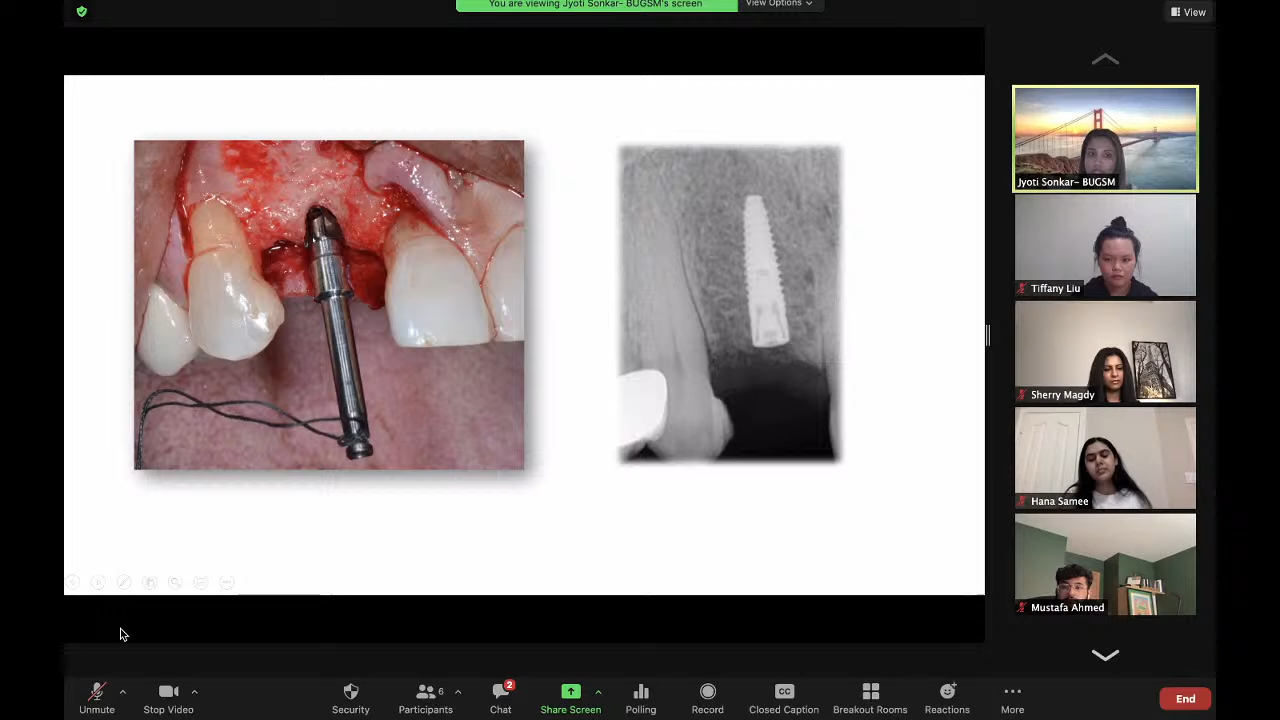 You are viewing Jyoti Sonkar- BUGSM's screen
View Options
View
Jyoti Sonkar- BUGSM
Tiffany Liu
Sherry Magdy
Hana Samee
Mustafa Ahmed
Unmute
Stop Video
Security
6
Participants
2
Chat
Share Screen
Polling
Record
CC
Closed Caption
Breakout Rooms
Reactions
More
End